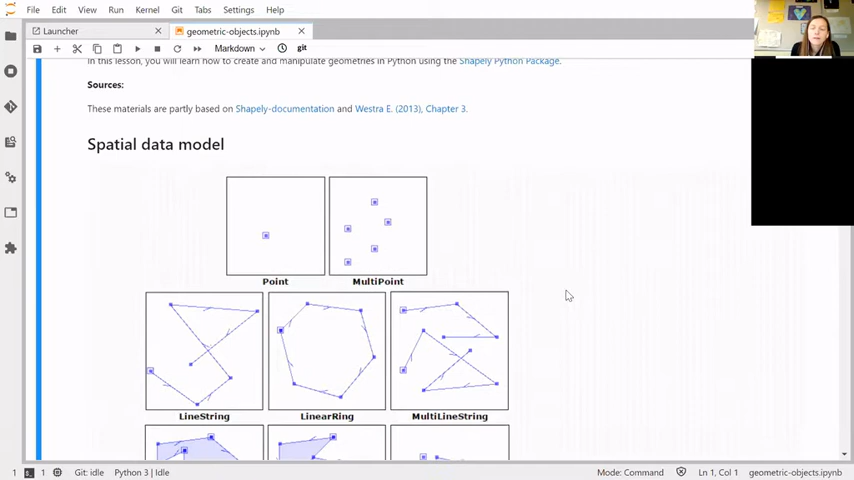 File Edit View Run Kernel Git Tabs Settings Help
Launcher
geometric-objects.ipynb
Markdown
git
In this lesson, you will learn how to create and manipulate geometries in Python using the Shapely Python Package.
Sources:
These materials are partly based on Shapely-documentation and Westra E. (2013), Chapter 3.
Spatial data model
Point MultiPoint
LineString LinearRing MultiLineString
1 1 Git: idle Python 3 | Idle Mode: Command Ln 1, Col 1 geometric-objects.ipynb